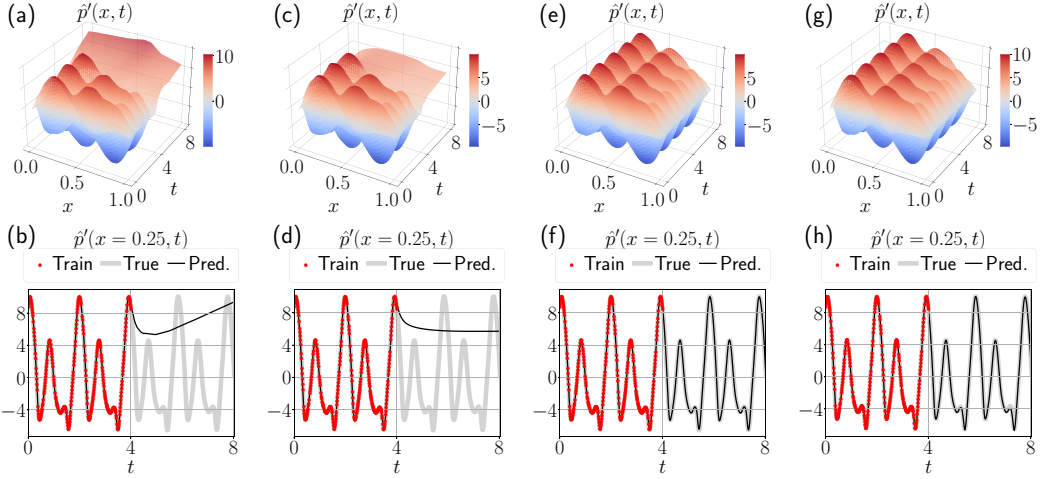 (a) p̂′(x, t)
10
0
0.0
0.5
1.0
x
0
4
8
t
(c) p̂′(x, t)
5
0
−5
0.0
0.5
1.0
x
0
4
8
t
(e) p̂′(x, t)
5
0
−5
0.0
0.5
1.0
x
0
4
8
t
(g) p̂′(x, t)
10
5
0
−5
0.0
0.5
1.0
x
0
4
8
t
(b) p̂′(x = 0.25, t)
Train True Pred.
8
4
0
−4
0 4 8
t
(d) p̂′(x = 0.25, t)
Train True Pred.
8
4
0
−4
0 4 8
t
(f) p̂′(x = 0.25, t)
Train True Pred.
8
4
0
−4
0 4 8
t
(h) p̂′(x = 0.25, t)
Train True Pred.
8
4
0
−4
0 4 8
t